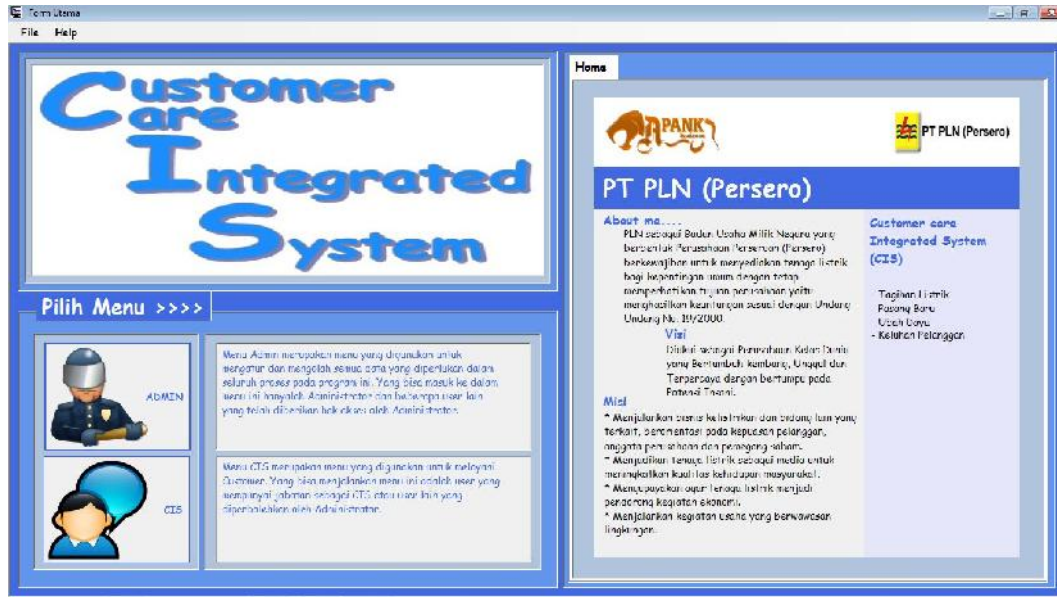 Form Utama
File Help
Customer
Care
Integrated
System
Pilih Menu >>>>
ADMIN
Menu Admin merupakan menu yang digunakan untuk
mengatur dan mengolah semua data yang diperlukan dalam
seluruh proses pada program ini. Yang bisa masuk ke dalam
menu ini hanyalah Administrator dan beberapa user lain
yang telah diberikan hak akses oleh Administrator.
CIS
Menu CIS merupakan menu yang digunakan untuk melayani
Customer. Yang bisa menjalankan menu ini adalah user yang
mempunyai jabatan sebagai CIS atau user lain yang
diperbolehkan oleh Administrator.
Home
APANK
PT PLN (Persero)
PT PLN (Persero)
About me....
PLN sebagai Badan Usaha Milik Negara yang
berbentuk Perusahaan Perseroan (Persero)
berkewajiban untuk menyediakan tenaga listrik
bagi kepentingan umum dengan tetap
memperhatikan tujuan perusahaan yaitu
menghasilkan keuntungan sesuai dengan Undang
Undang No. 19/2000.
Visi
Diakui sebagai Perusahaan Kelas Dunia
yang Bertumbuh kembang, Unggul dan
Terpercaya dengan bertumpu pada
Potensi Insani.
Misi
* Menjalankan bisnis kelistrikan dan bidang lain yang
terkait, berorientasi pada kepuasan pelanggan,
anggota perusahaan dan pemegang saham.
* Menjadikan tenaga listrik sebagai media untuk
meningkatkan kualitas kehidupan masyarakat.
* Mengupayakan agar tenaga listrik menjadi
pendorong kegiatan ekonomi.
* Menjalankan kegiatan usaha yang berwawasan
lingkungan.
Customer care
Integrated System
(CIS)
Tagihan Listrik
Pasang Baru
Ubah Daya
- Keluhan Pelanggan